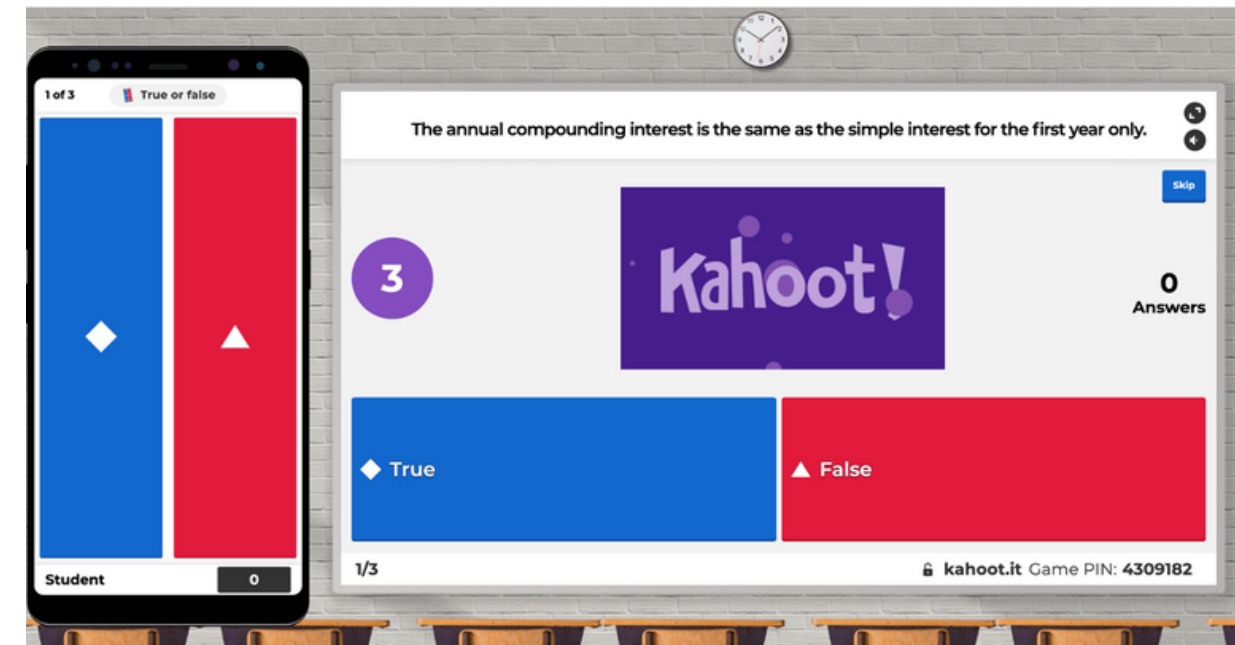 1 of 3
True or false
Student
0
The annual compounding interest is the same as the simple interest for the first year only.
Skip
3
Kahoot!
0
Answers
True
False
1/3
kahoot.it Game PIN: 4309182